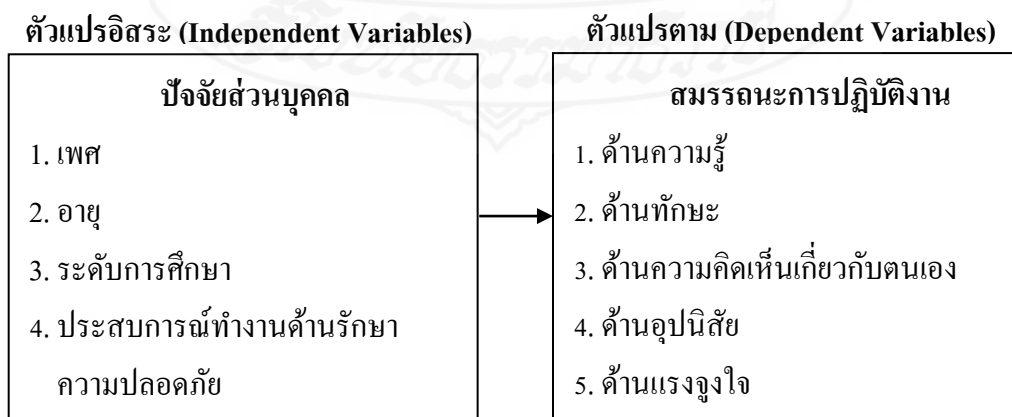 ตัวแปรอิสระ (Independent Variables)
ปัจจัยส่วนบุคคล
1. เพศ
2. อายุ
3. ระดับการศึกษา
4. ประสบการณ์ทำงานด้านรักษา
ความปลอดภัย
ตัวแปรตาม (Dependent Variables)
สมรรถนะการปฏิบัติงาน
1. ด้านความรู้
2. ด้านทักษะ
3. ด้านความคิดเห็นเกี่ยวกับตนเอง
4. ด้านอุปนิสัย
5. ด้านแรงจูงใจ